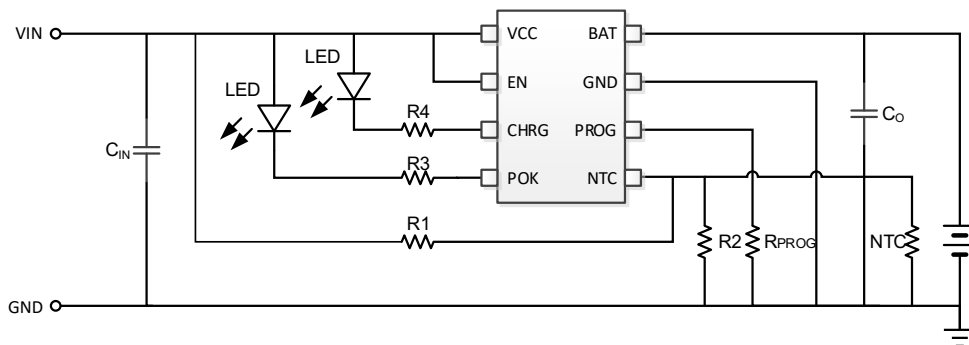 VIN
VCC
BAT
LED
LED
EN
GND
R4
CHRG
PROG
CIN
CO
R3
POK
NTC
R1
R2
RPROG
NTC
GND